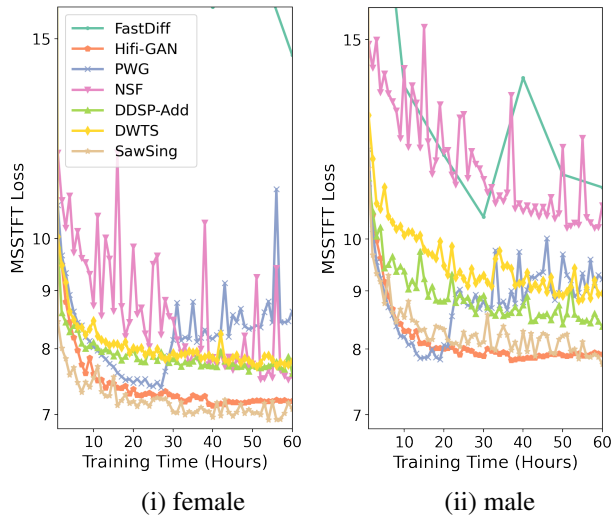 15
10
9
8
7
MSSTFT Loss
FastDiff
Hifi-GAN
PWG
NSF
DDSP-Add
DWTS
SawSing
10 20 30 40 50 60
Training Time (Hours)
(i) female
15
10
9
8
7
MSSTFT Loss
10 20 30 40 50 60
Training Time (Hours)
(ii) male